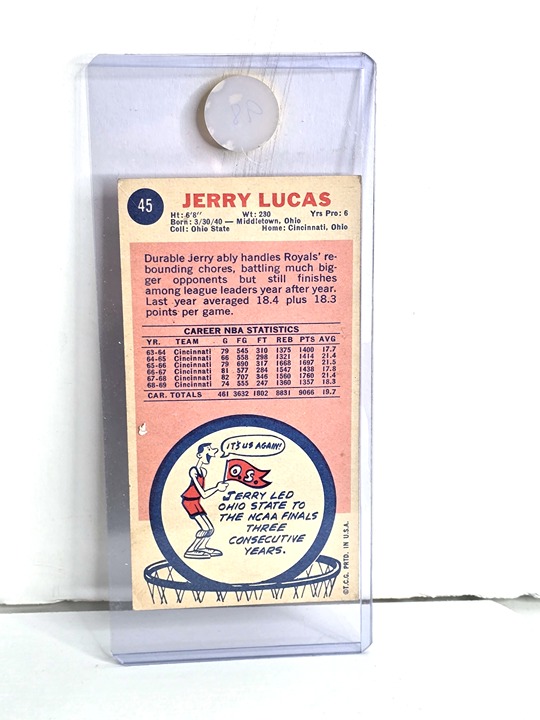 45
JERRY LUCAS
Ht: 6'8" Wt: 230 Yrs Pro: 6
Born: 3/30/40 — Middletown, Ohio
Coll: Ohio State Home: Cincinnati, Ohio
Durable Jerry ably handles Royals' re-
bounding chores, battling much big-
ger opponents but still finishes
among league leaders year after year.
Last year averaged 18.4 plus 18.3
points per game.
CAREER NBA STATISTICS
YR. TEAM G FG FT REB PTS AVG
63-64 Cincinnati 79 545 310 1375 1400 17.7
64-65 Cincinnati 66 558 298 1321 1414 21.4
65-66 Cincinnati 79 690 317 1668 1697 21.5
66-67 Cincinnati 81 577 284 1547 1438 17.8
67-68 Cincinnati 82 707 346 1560 1760 21.4
68-69 Cincinnati 74 555 247 1360 1357 18.3
CAR. TOTALS 461 3632 1802 8831 9066 19.7
IT'S US AGAIN!
O.S.
JERRY LED
OHIO STATE TO
THE NCAA FINALS
THREE
CONSECUTIVE
YEARS.
©T.C.G. PRTD. IN U.S.A.